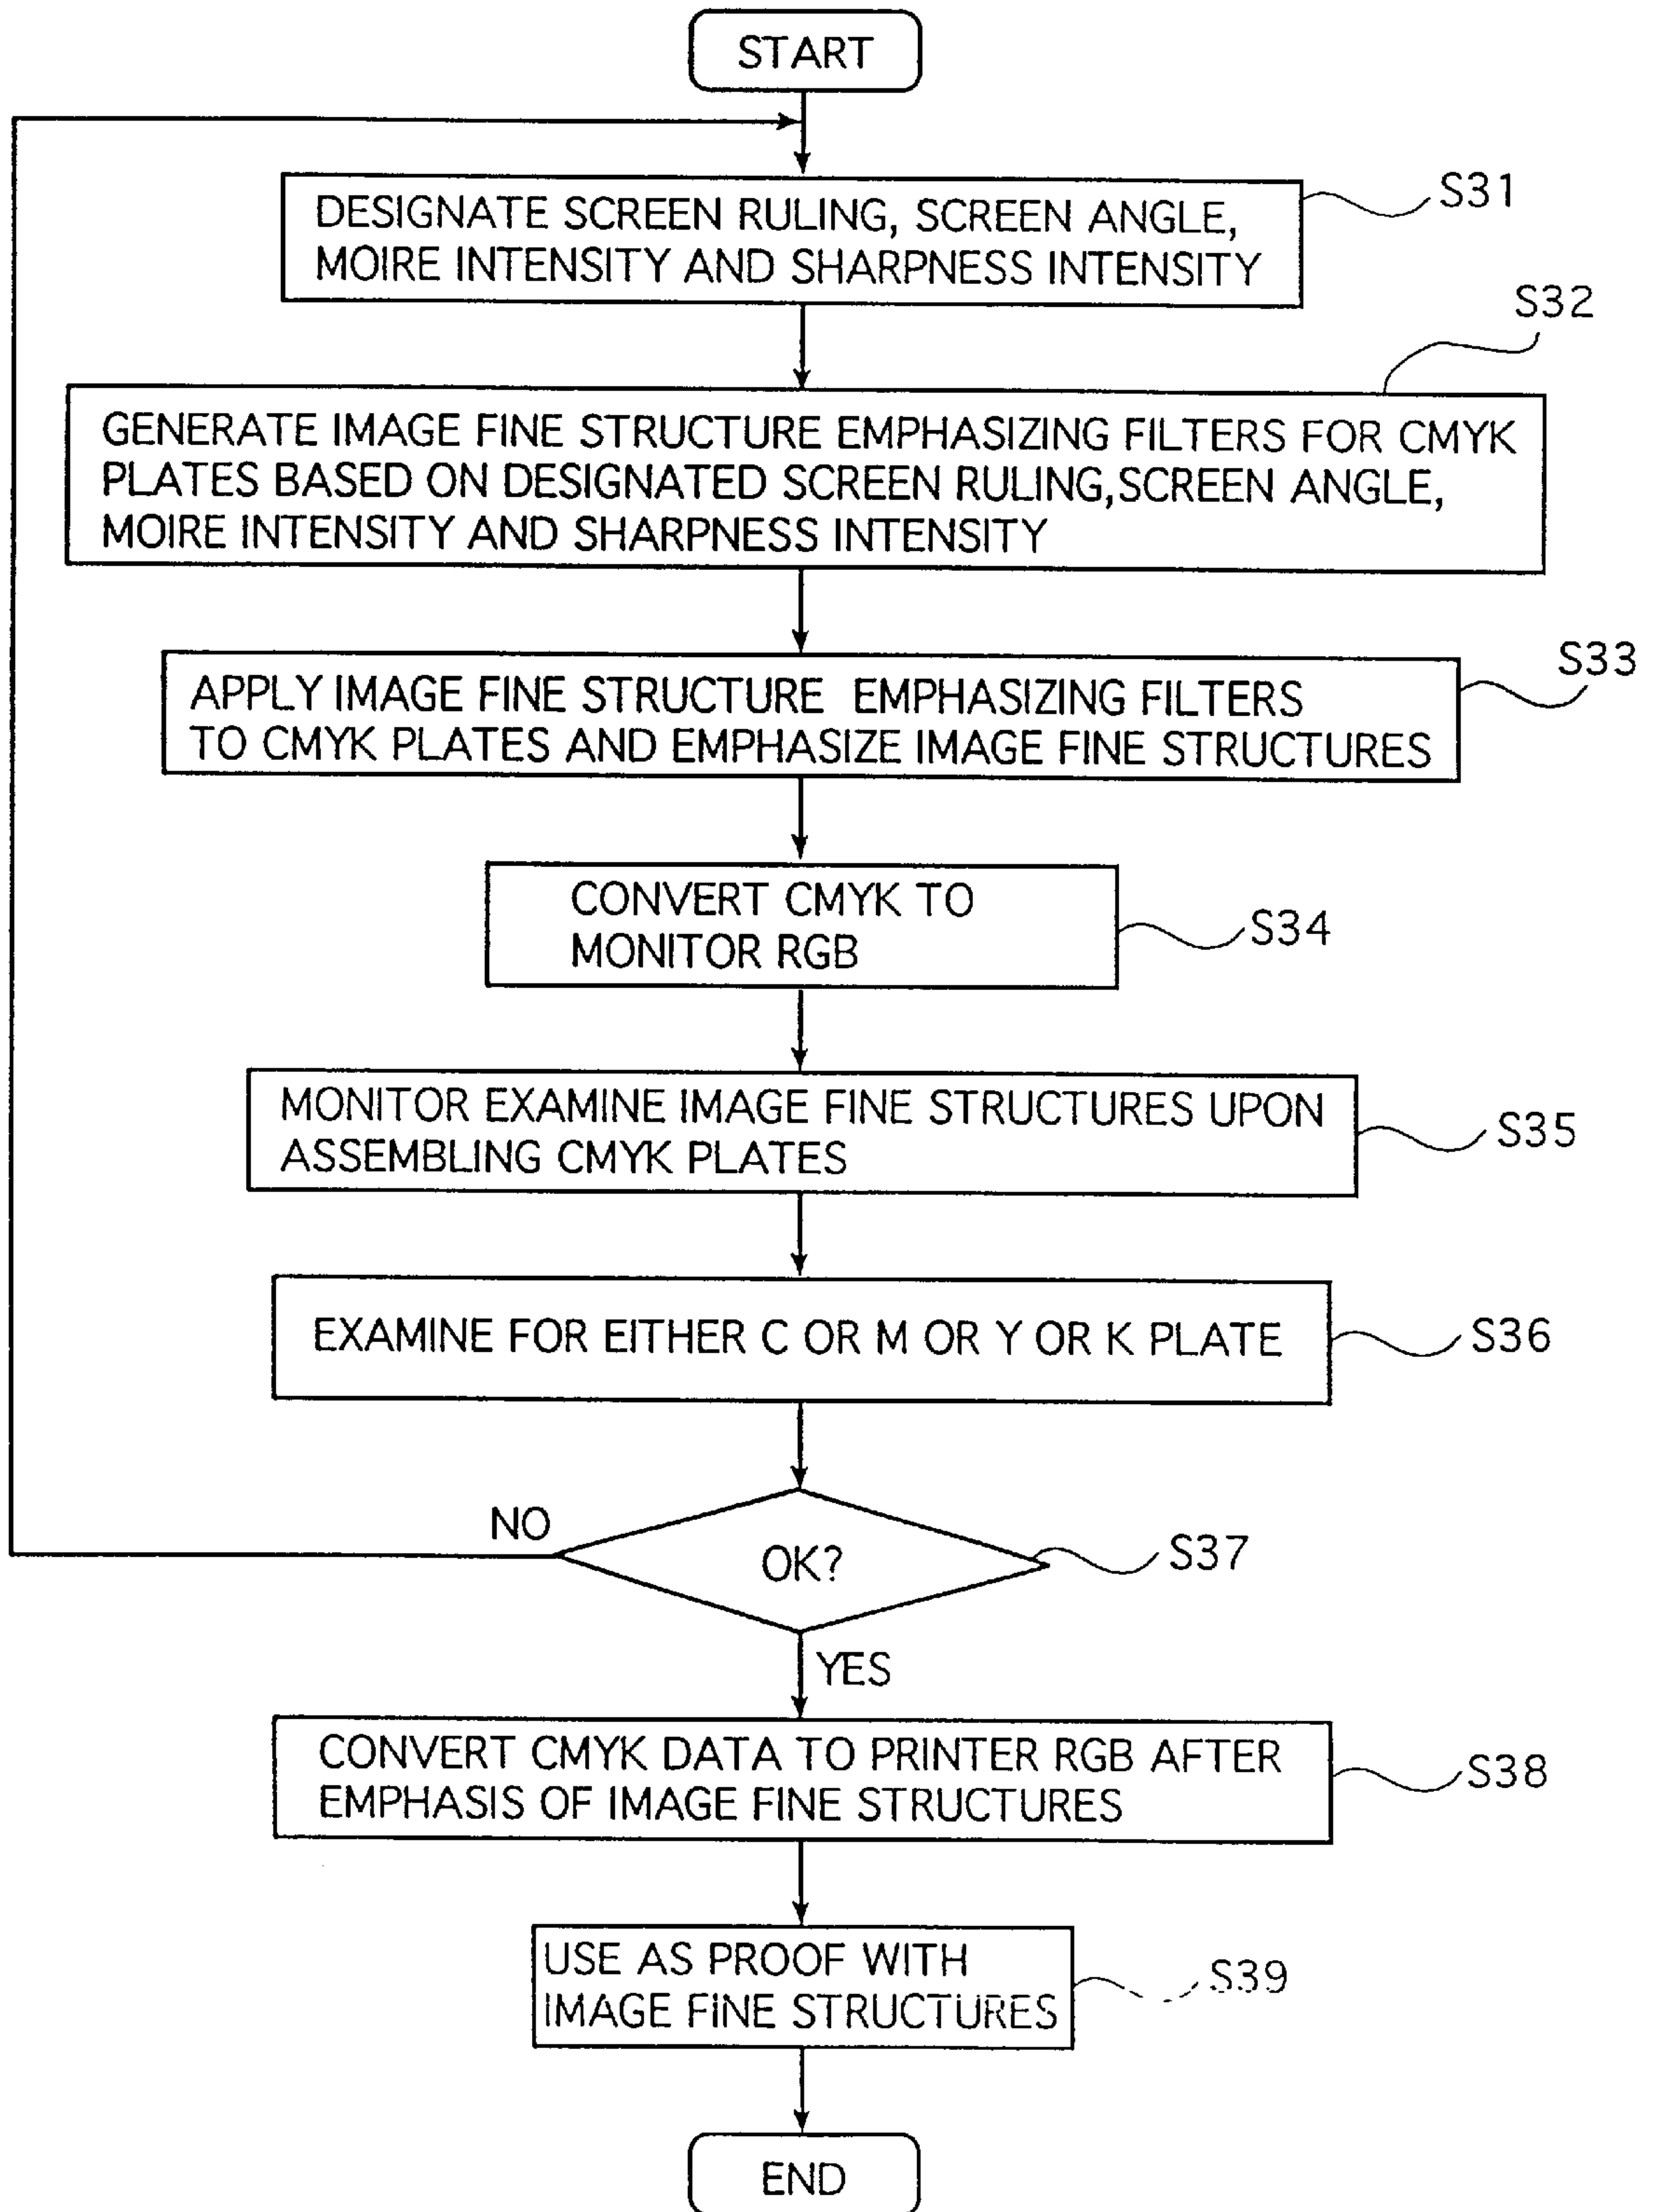 START
DESIGNATE SCREEN RULING, SCREEN ANGLE,
MOIRE INTENSITY AND SHARPNESS INTENSITY
S31
S32
GENERATE IMAGE FINE STRUCTURE EMPHASIZING FILTERS FOR CMYK
PLATES BASED ON DESIGNATED SCREEN RULING,SCREEN ANGLE,
MOIRE INTENSITY AND SHARPNESS INTENSITY
S33
APPLY IMAGE FINE STRUCTURE EMPHASIZING FILTERS
TO CMYK PLATES AND EMPHASIZE IMAGE FINE STRUCTURES
CONVERT CMYK TO
MONITOR RGB
S34
MONITOR EXAMINE IMAGE FINE STRUCTURES UPON
ASSEMBLING CMYK PLATES
S35
EXAMINE FOR EITHER C OR M OR Y OR K PLATE
S36
NO
OK?
S37
YES
CONVERT CMYK DATA TO PRINTER RGB AFTER
EMPHASIS OF IMAGE FINE STRUCTURES
S38
USE AS PROOF WITH
IMAGE FINE STRUCTURES
S39
END